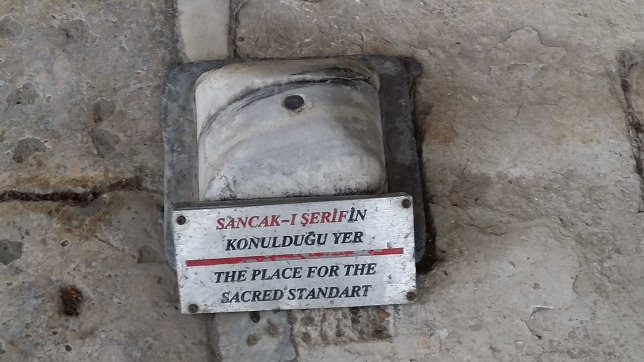 SANCAK-I ŞERİFİN
KONULDUĞU YER
THE PLACE FOR THE
SACRED STANDART